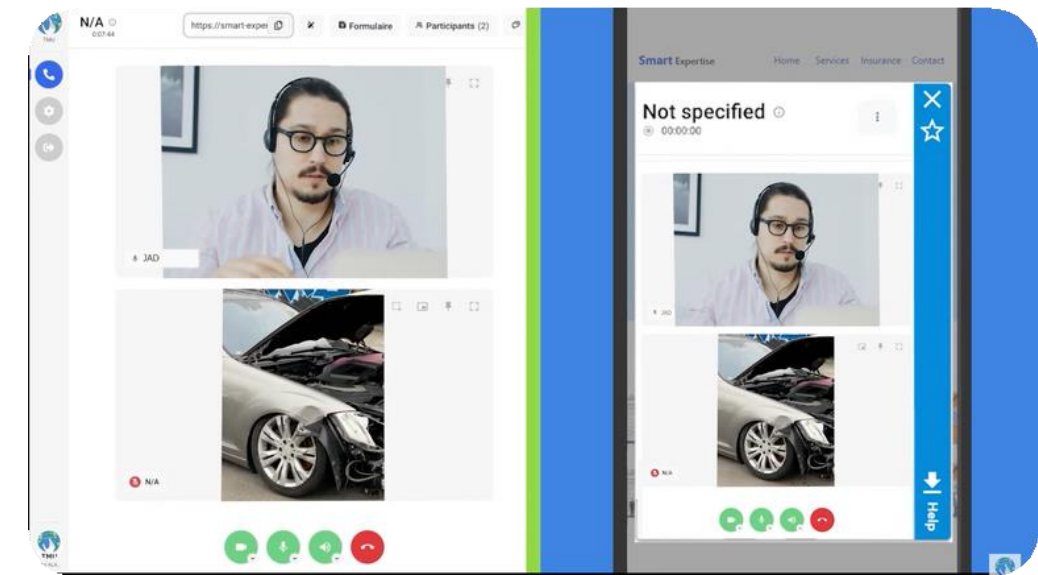 N/A
0:07:44
https://smart-exper
Formulaire
Participants (2)
JAD
N/A
Smart Expertise
Home Services Insurance Contact
Not specified
00:00:00
JAD
N/A
Help